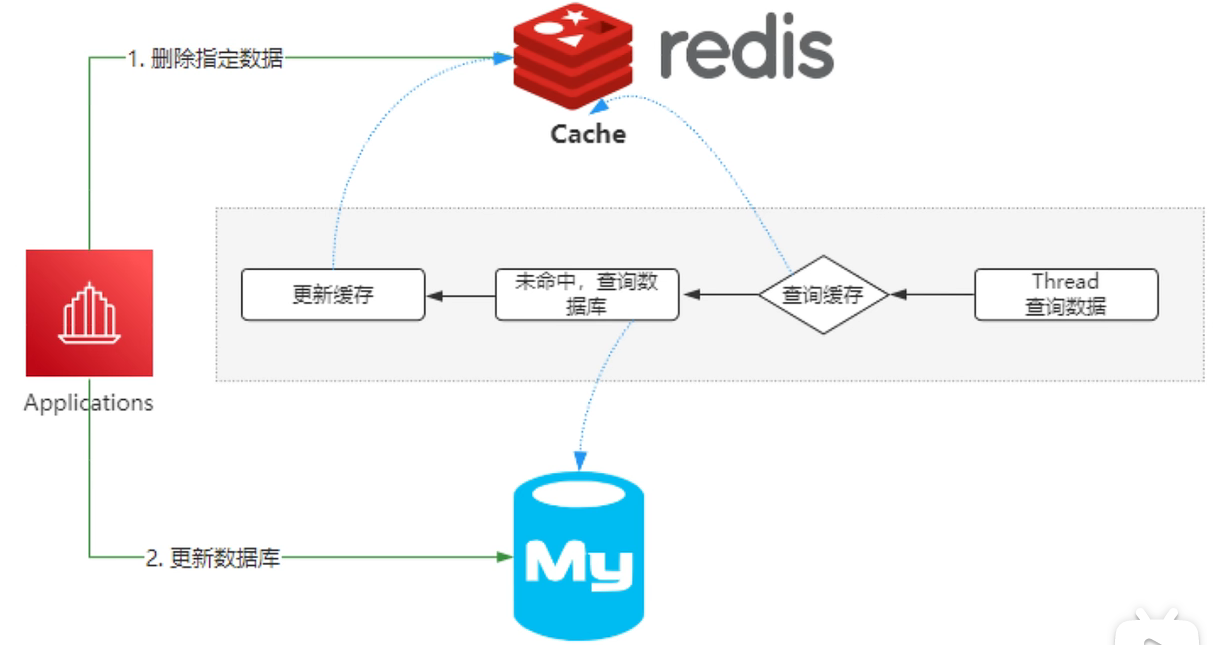 1. 删除指定数据
redis
Cache
更新缓存
未命中，查询数
据库
查询缓存
Thread
查询数据
Applications
2. 更新数据库
My